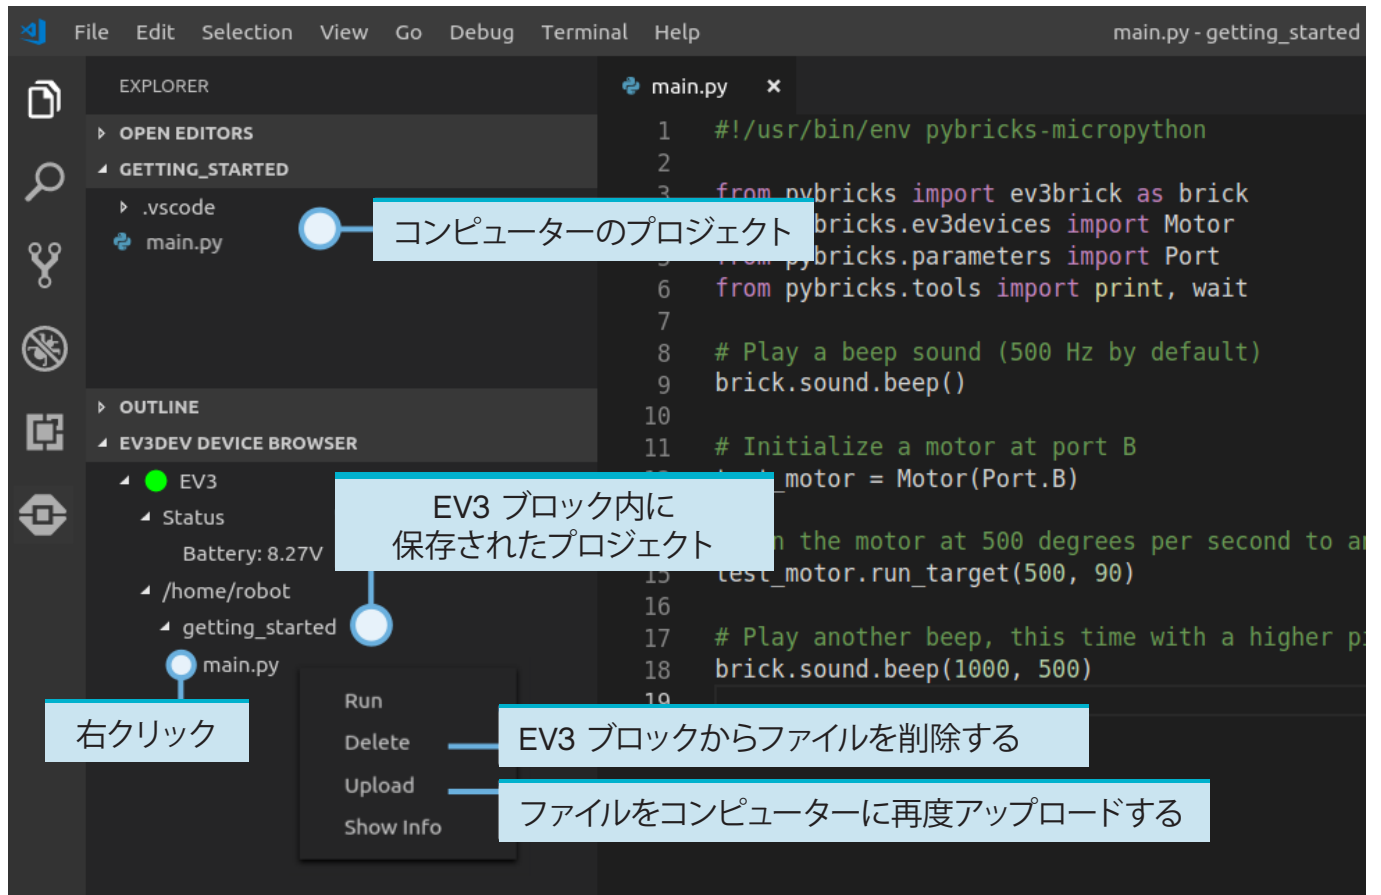 File Edit Selection View Go Debug Terminal Help
main.py - getting_started
EXPLORER
OPEN EDITORS
GETTING_STARTED
.vscode
main.py
コンピューターのプロジェクト
OUTLINE
EV3DEV DEVICE BROWSER
EV3
Status
Battery: 8.27V
EV3 ブロック内に
保存されたプロジェクト
/home/robot
getting_started
main.py
右クリック
Run
Delete
EV3 ブロックからファイルを削除する
Upload
ファイルをコンピューターに再度アップロードする
Show Info
main.py ×
1 #!/usr/bin/env pybricks-micropython
2
3 from pybricks import ev3brick as brick
bricks.ev3devices import Motor
5 from pybricks.parameters import Port
6 from pybricks.tools import print, wait
7
8 # Play a beep sound (500 Hz by default)
9 brick.sound.beep()
10
11 # Initialize a motor at port B
_motor = Motor(Port.B)
n the motor at 500 degrees per second to
15 test_motor.run_target(500, 90)
16
17 # Play another beep, this time with a higher
18 brick.sound.beep(1000, 500)
19